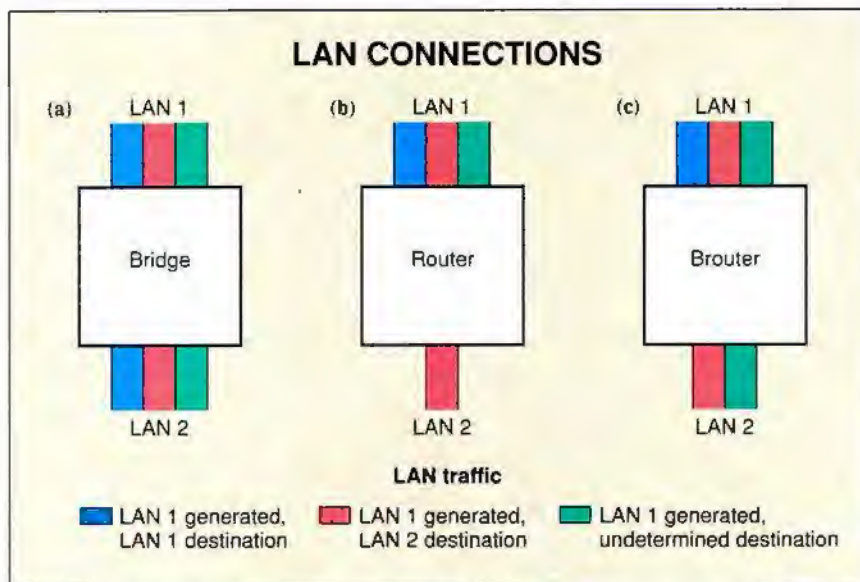 LAN CONNECTIONS
(a) LAN 1
Bridge
LAN 2
(b) LAN 1
Router
LAN 2
(c) LAN 1
Brouter
LAN 2
LAN traffic
LAN 1 generated,
LAN 1 destination
LAN 1 generated,
LAN 2 destination
LAN 1 generated,
undetermined destination